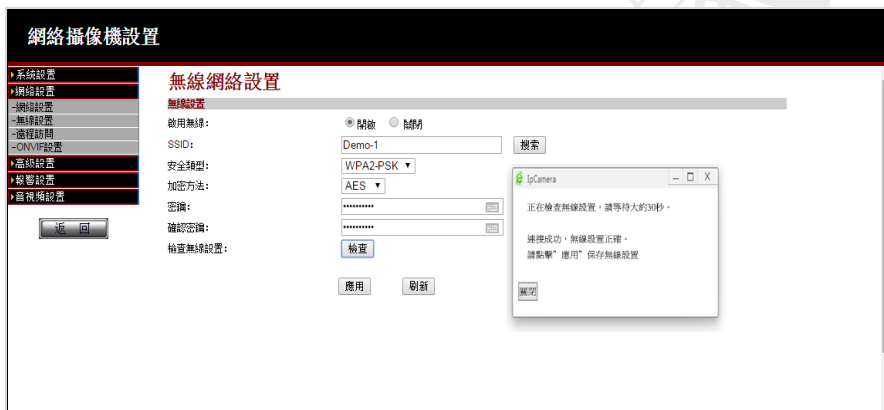 網絡攝像機設置
系統設置
網絡設置
-網絡設置
-無線設置
-遠程訪問
-ONVIF設置
高級設置
報警設置
音視頻設置
返 回
無線網絡設置
無線設置
啟用無線: 開啟 關閉
SSID: Demo-1 搜索
安全類型: WPA2-PSK
加密方法: AES
密鑰: ••••••••••
確認密鑰: ••••••••••
檢查無線設置: 檢查
應用 刷新
IpCamera
正在檢查無線設置，請等待大約30秒。
連接成功，無線設置正確。
請點擊"應用"保存無線設置
關閉